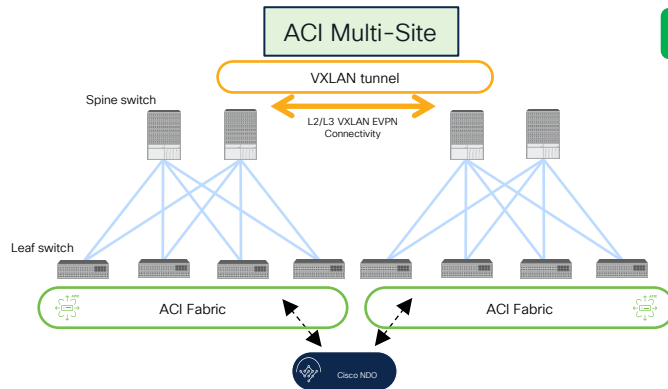 ACI Multi-Site
VXLAN tunnel
Spine switch
L2/L3 VXLAN EVPN
Connectivity
Leaf switch
ACI Fabric
ACI Fabric
Cisco NDO